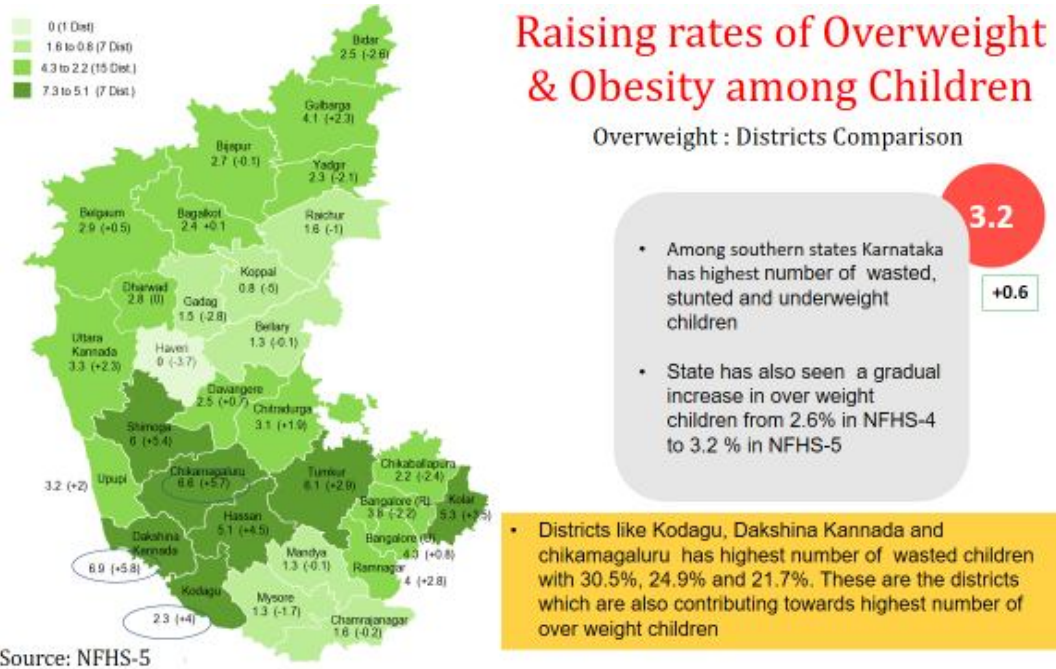 0 (1 Dist)
1.6 to 0.8 (7 Dist)
4.3 to 2.2 (15 Dist.)
7.3 to 5.1 (7 Dist.)
Bidar
2.5 (-2.6)
Gulbarga
4.1 (+2.3)
Bijapur
2.7 (-0.1)
Yadgir
2.3 (-2.1)
Belgaum
2.9 (+0.5)
Bagalkot
2.4 +0.1
Raichur
1.6 (-1)
Koppal
0.8 (-5)
Dharwad
2.8 (0)
Gadag
1.5 (-2.8)
Bellary
1.3 (-0.1)
Uttara
Kannada
3.3 (+2.3)
Haveri
0 (-3.7)
Davangere
2.5 (+0.7)
Chitradurga
3.1 (+1.9)
Shimoga
6 (+5.4)
Chikamagaluru
6.6 (+5.7)
Tumkur
6.1 (+2.9)
Chikaballapura
2.2 (-2.4)
Upupi
3.2 (+2)
Bangalore (R)
3.8 (-2.2)
Kolar
5.3 (+3.5)
Hassan
5.1 (+4.5)
Bangalore (U)
4.3 (+0.8)
Dakshina
Kannada
6.9 (+5.8)
Mandya
1.3 (-0.1)
Ramnagar
4 (+2.8)
Kodagu
2.3 (+4)
Mysore
1.3 (-1.7)
Chamrajanagar
1.6 (-0.2)
Source: NFHS-5
Raising rates of Overweight
& Obesity among Children
Overweight : Districts Comparison
3.2
+0.6
• Among southern states Karnataka
has highest number of wasted,
stunted and underweight
children
• State has also seen a gradual
increase in over weight
children from 2.6% in NFHS-4
to 3.2 % in NFHS-5
• Districts like Kodagu, Dakshina Kannada and
chikamagaluru has highest number of wasted children
with 30.5%, 24.9% and 21.7%. These are the districts
which are also contributing towards highest number of
over weight children